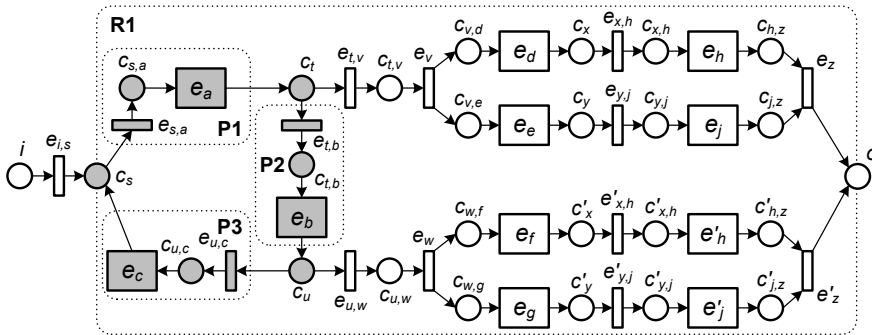 R1
c_{s,a}
e_a
c_t
e_{t,v}
c_{t,v}
e_v
c_{v,d}
e_d
c_x
e_{x,h}
c_{x,h}
e_h
c_{h,z}
e_z
e_{s,a}
P1
c_{v,e}
e_e
c_y
e_{y,j}
c_{y,j}
e_j
c_{j,z}
i
e_{i,s}
c_s
P2
e_{t,b}
c_{t,b}
e_b
o
P3
c_{u,c}
e_{u,c}
e_c
c_u
e_{u,w}
c_{u,w}
e_w
c_{w,f}
e_f
c'_x
e'_{x,h}
c'_{x,h}
e'_h
c'_{h,z}
c_{w,g}
e_g
c'_y
e'_{y,j}
c'_{y,j}
e'_j
c'_{j,z}
e'_z